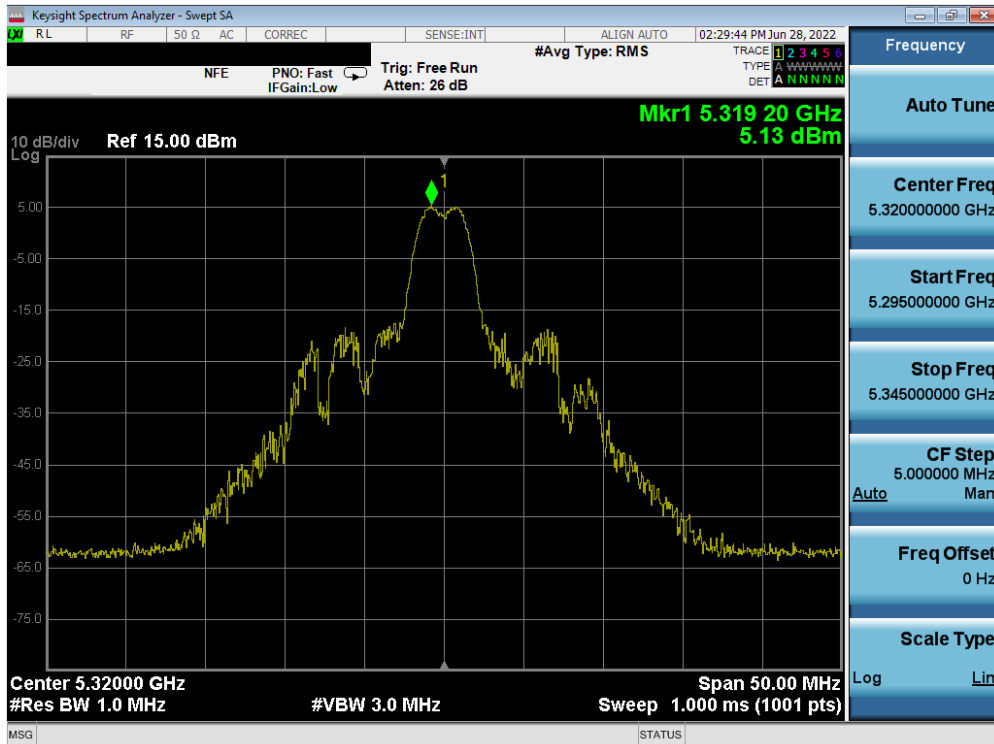 Keysight Spectrum Analyzer - Swept SA
LXI RL RF 50 Ω AC CORREC SENSE:INT ALIGN AUTO 02:29:44 PM Jun 28, 2022
Frequency
#Avg Type: RMS TRACE 1 2 3 4 5 6
NFE PNO: Fast Trig: Free Run TYPE A WWWWW
IFGain:Low Atten: 26 dB DET A N N N N N
Auto Tune
Mkr1 5.319 20 GHz
5.13 dBm
10 dB/div Ref 15.00 dBm
Log
1
5.00
-5.00
-15.0
-25.0
-35.0
-45.0
-55.0
-65.0
-75.0
Center Freq
5.320000000 GHz
Start Freq
5.295000000 GHz
Stop Freq
5.345000000 GHz
CF Step
5.000000 MHz
Auto Man
Freq Offset
0 Hz
Scale Type
Log Lin
Center 5.32000 GHz Span 50.00 MHz
#Res BW 1.0 MHz #VBW 3.0 MHz Sweep 1.000 ms (1001 pts)
MSG STATUS